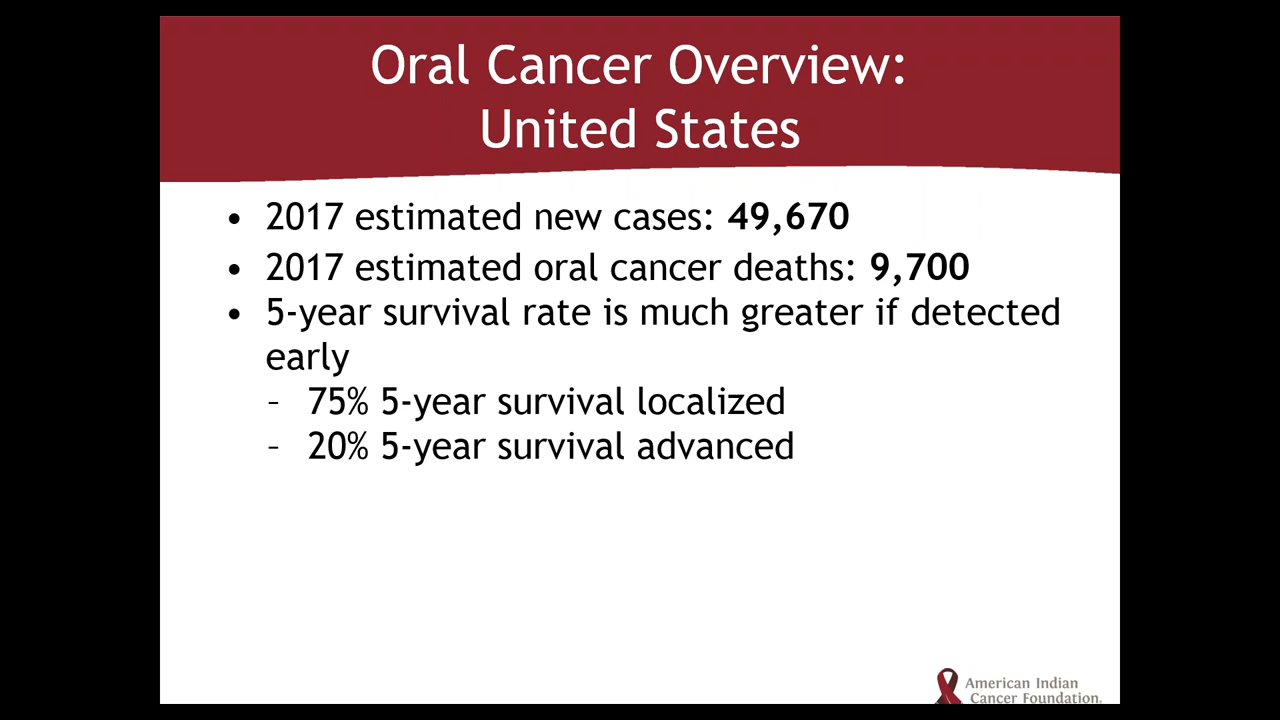 Oral Cancer Overview:
United States
• 2017 estimated new cases: 49,670
• 2017 estimated oral cancer deaths: 9,700
• 5-year survival rate is much greater if detected
early
- 75% 5-year survival localized
- 20% 5-year survival advanced
American Indian
Cancer Foundation.